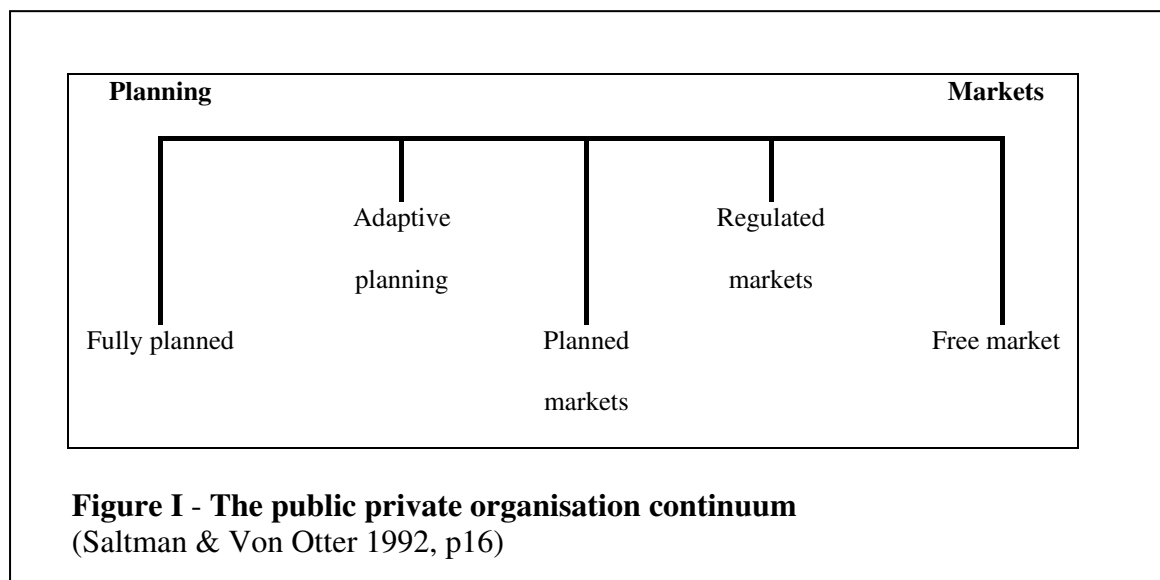 Planning Markets
Adaptive Regulated
planning markets
Fully planned Planned Free market
markets
Figure I - The public private organisation continuum
(Saltman & Von Otter 1992, p16)